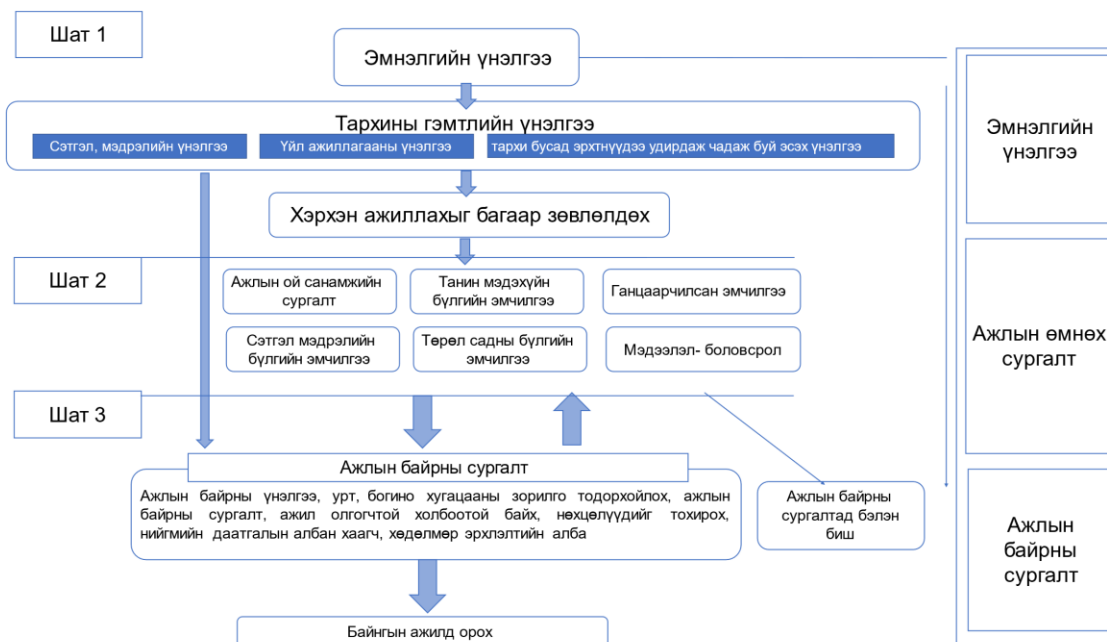 Шат 1
Эмнэлгийн үнэлгээ
Тархины гэмтлийн үнэлгээ
Сэтгэл, мэдрэлийн үнэлгээ
Үйл ажиллагааны үнэлгээ
тархи бусад эрхтнүүдээ удирдаж чадаж буй эсэх үнэлгээ
Хэрхэн ажиллахыг багаар зөвлөлдөх
Шат 2
Ажлын ой санамжийн
сургалт
Танин мэдэхүйн
бүлгийн эмчилгээ
Ганцаарчилсан эмчилгээ
Сэтгэл мэдрэлийн
бүлгийн эмчилгээ
Төрөл садны бүлгийн
эмчилгээ
Мэдээлэл- боловсрол
Шат 3
Ажлын байрны сургалт
Ажлын байрны үнэлгээ, урт, богино хугацааны зорилго тодорхойлох, ажлын
байрны сургалт, ажил олгогчтой холбоотой байх, нөхцөлүүдийг тохирох,
нийгмийн даатгалын албан хаагч, хөдөлмөр эрхлэлтийн алба
Ажлын байрны
сургалтад бэлэн
биш
Байнгын ажилд орох
Эмнэлгийн
үнэлгээ
Ажлын өмнөх
сургалт
Ажлын
байрны
сургалт